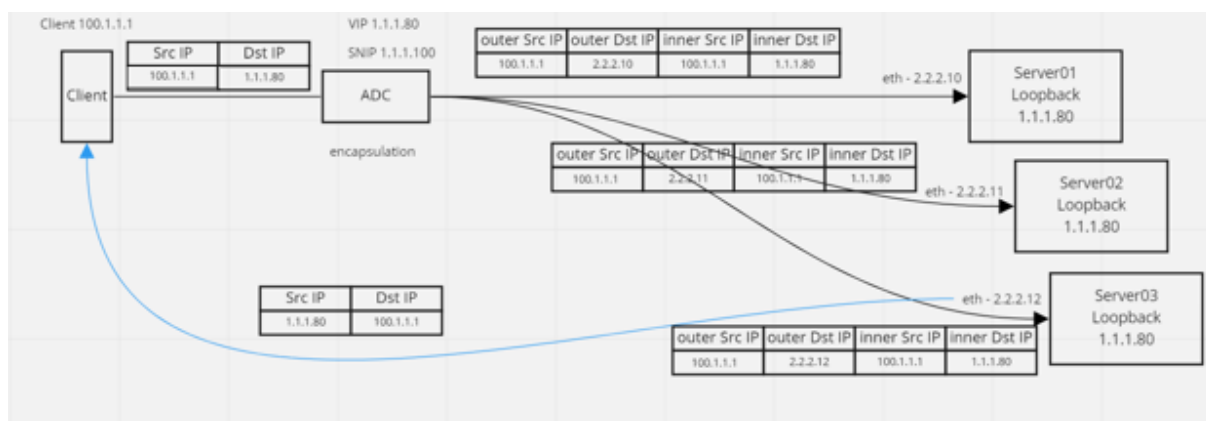 Client 100.1.1.1
VIP 1.1.1.80
SNIP 1.1.1.100
Src IP Dst IP
100.1.1.1 1.1.1.80
Client
ADC
encapsulation
outer Src IP outer Dst IP inner Src IP inner Dst IP
100.1.1.1 2.2.2.10 100.1.1.1 1.1.1.80
eth - 2.2.2.10
Server01
Loopback
1.1.1.80
outer Src IP outer Dst IP inner Src IP inner Dst IP
100.1.1.1 2.2.2.11 100.1.1.1 1.1.1.80
eth - 2.2.2.11
Server02
Loopback
1.1.1.80
Src IP Dst IP
1.1.1.80 100.1.1.1
eth - 2.2.2.12
Server03
Loopback
1.1.1.80
outer Src IP outer Dst IP inner Src IP inner Dst IP
100.1.1.1 2.2.2.12 100.1.1.1 1.1.1.80